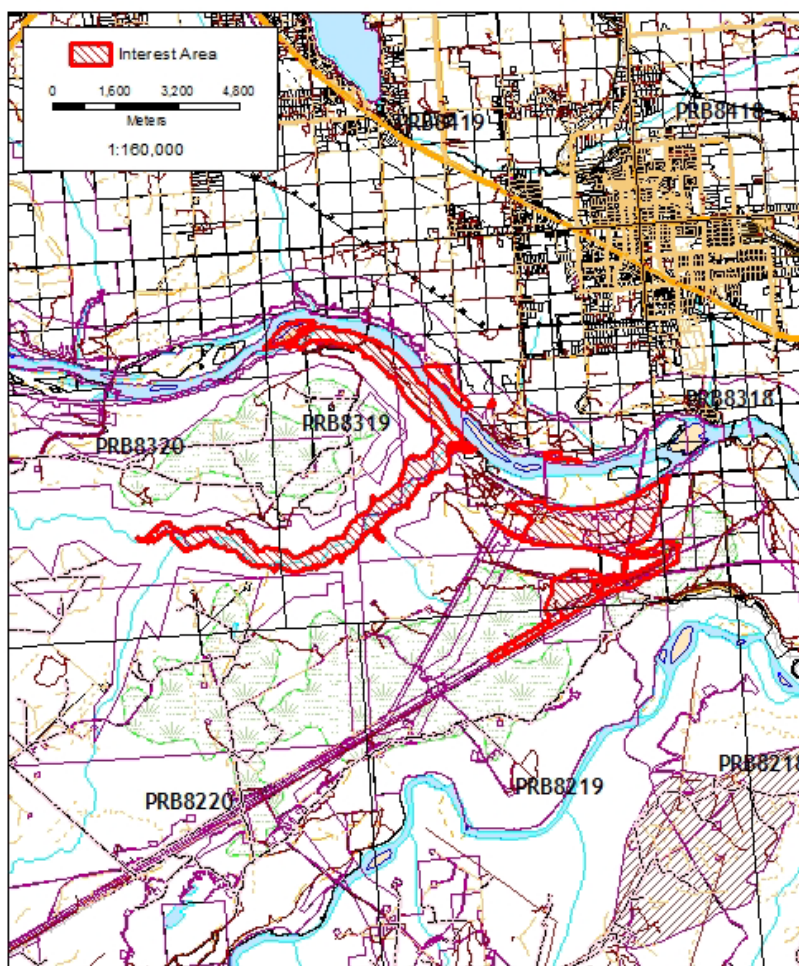 Interest Area
0 1,600 3,200 4,800
Meters
1:160,000
PRB8419
PRB8418
PRB8318
PRB8319
PRB8320
PRB8218
PRB8219
PRB8220